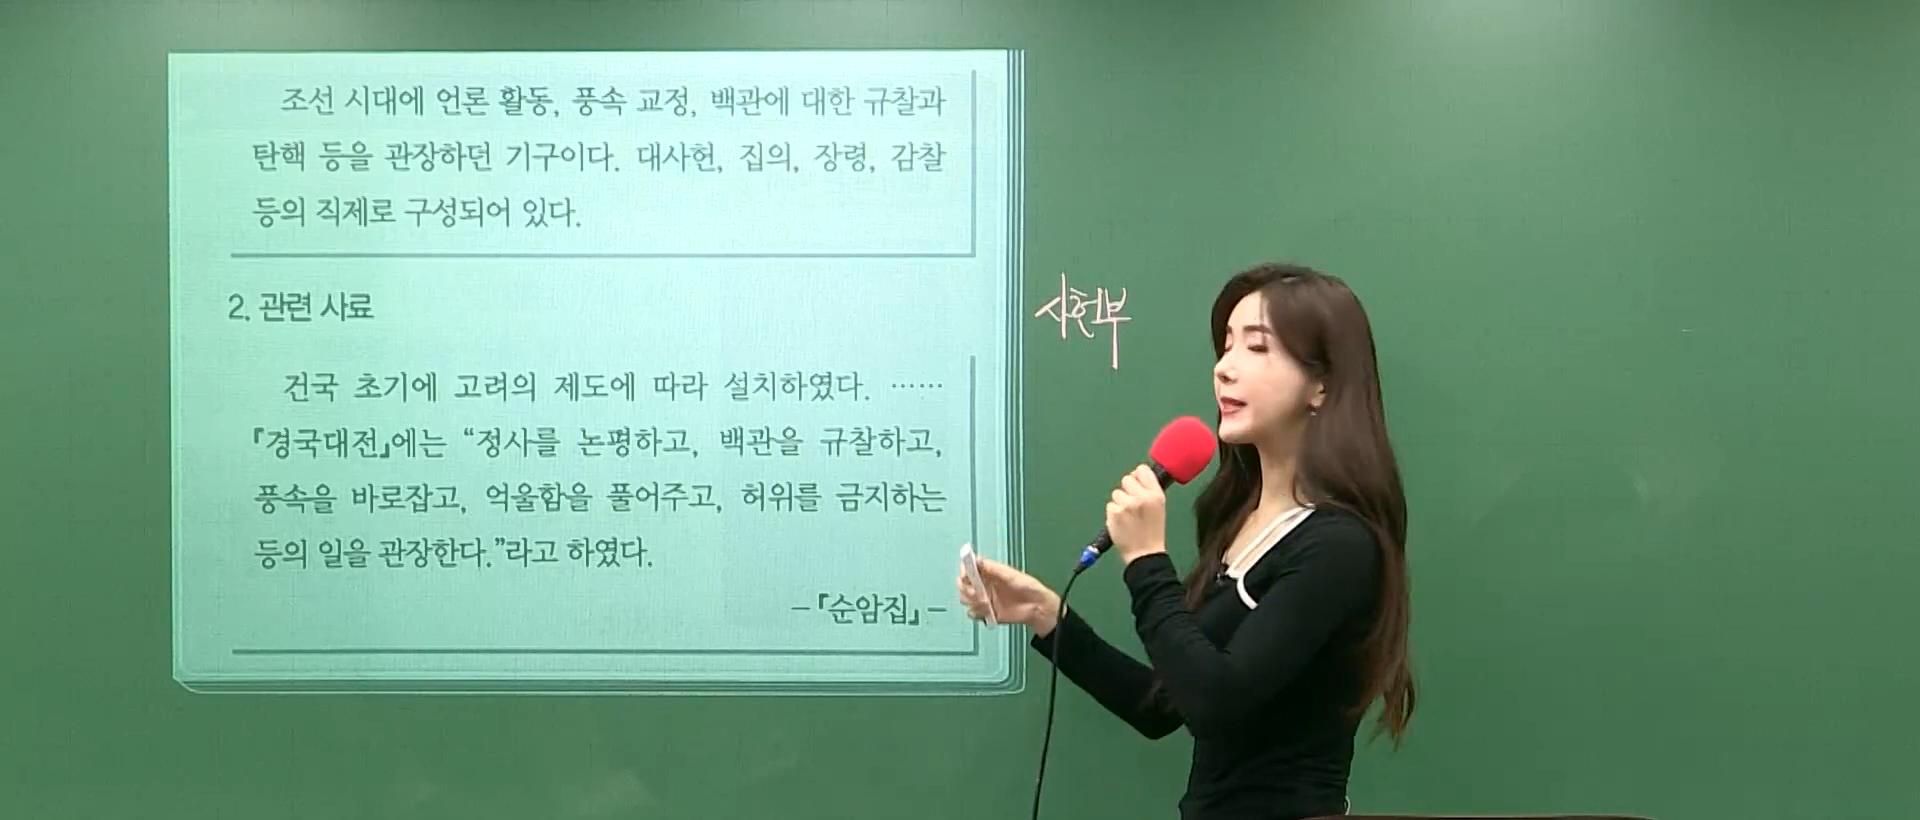 조선 시대에 언론 활동, 풍속 교정, 백관에 대한 규찰과
탄핵 등을 관장하던 기구이다. 대사헌, 집의, 장령, 감찰
등의 직제로 구성되어 있다.
2. 관련 사료
건국 초기에 고려의 제도에 따라 설치하였다. ……
『경국대전』에는 “정사를 논평하고, 백관을 규찰하고,
풍속을 바로잡고, 억울함을 풀어주고, 허위를 금지하는
등의 일을 관장한다.”라고 하였다.
–『순암집』–
사헌부